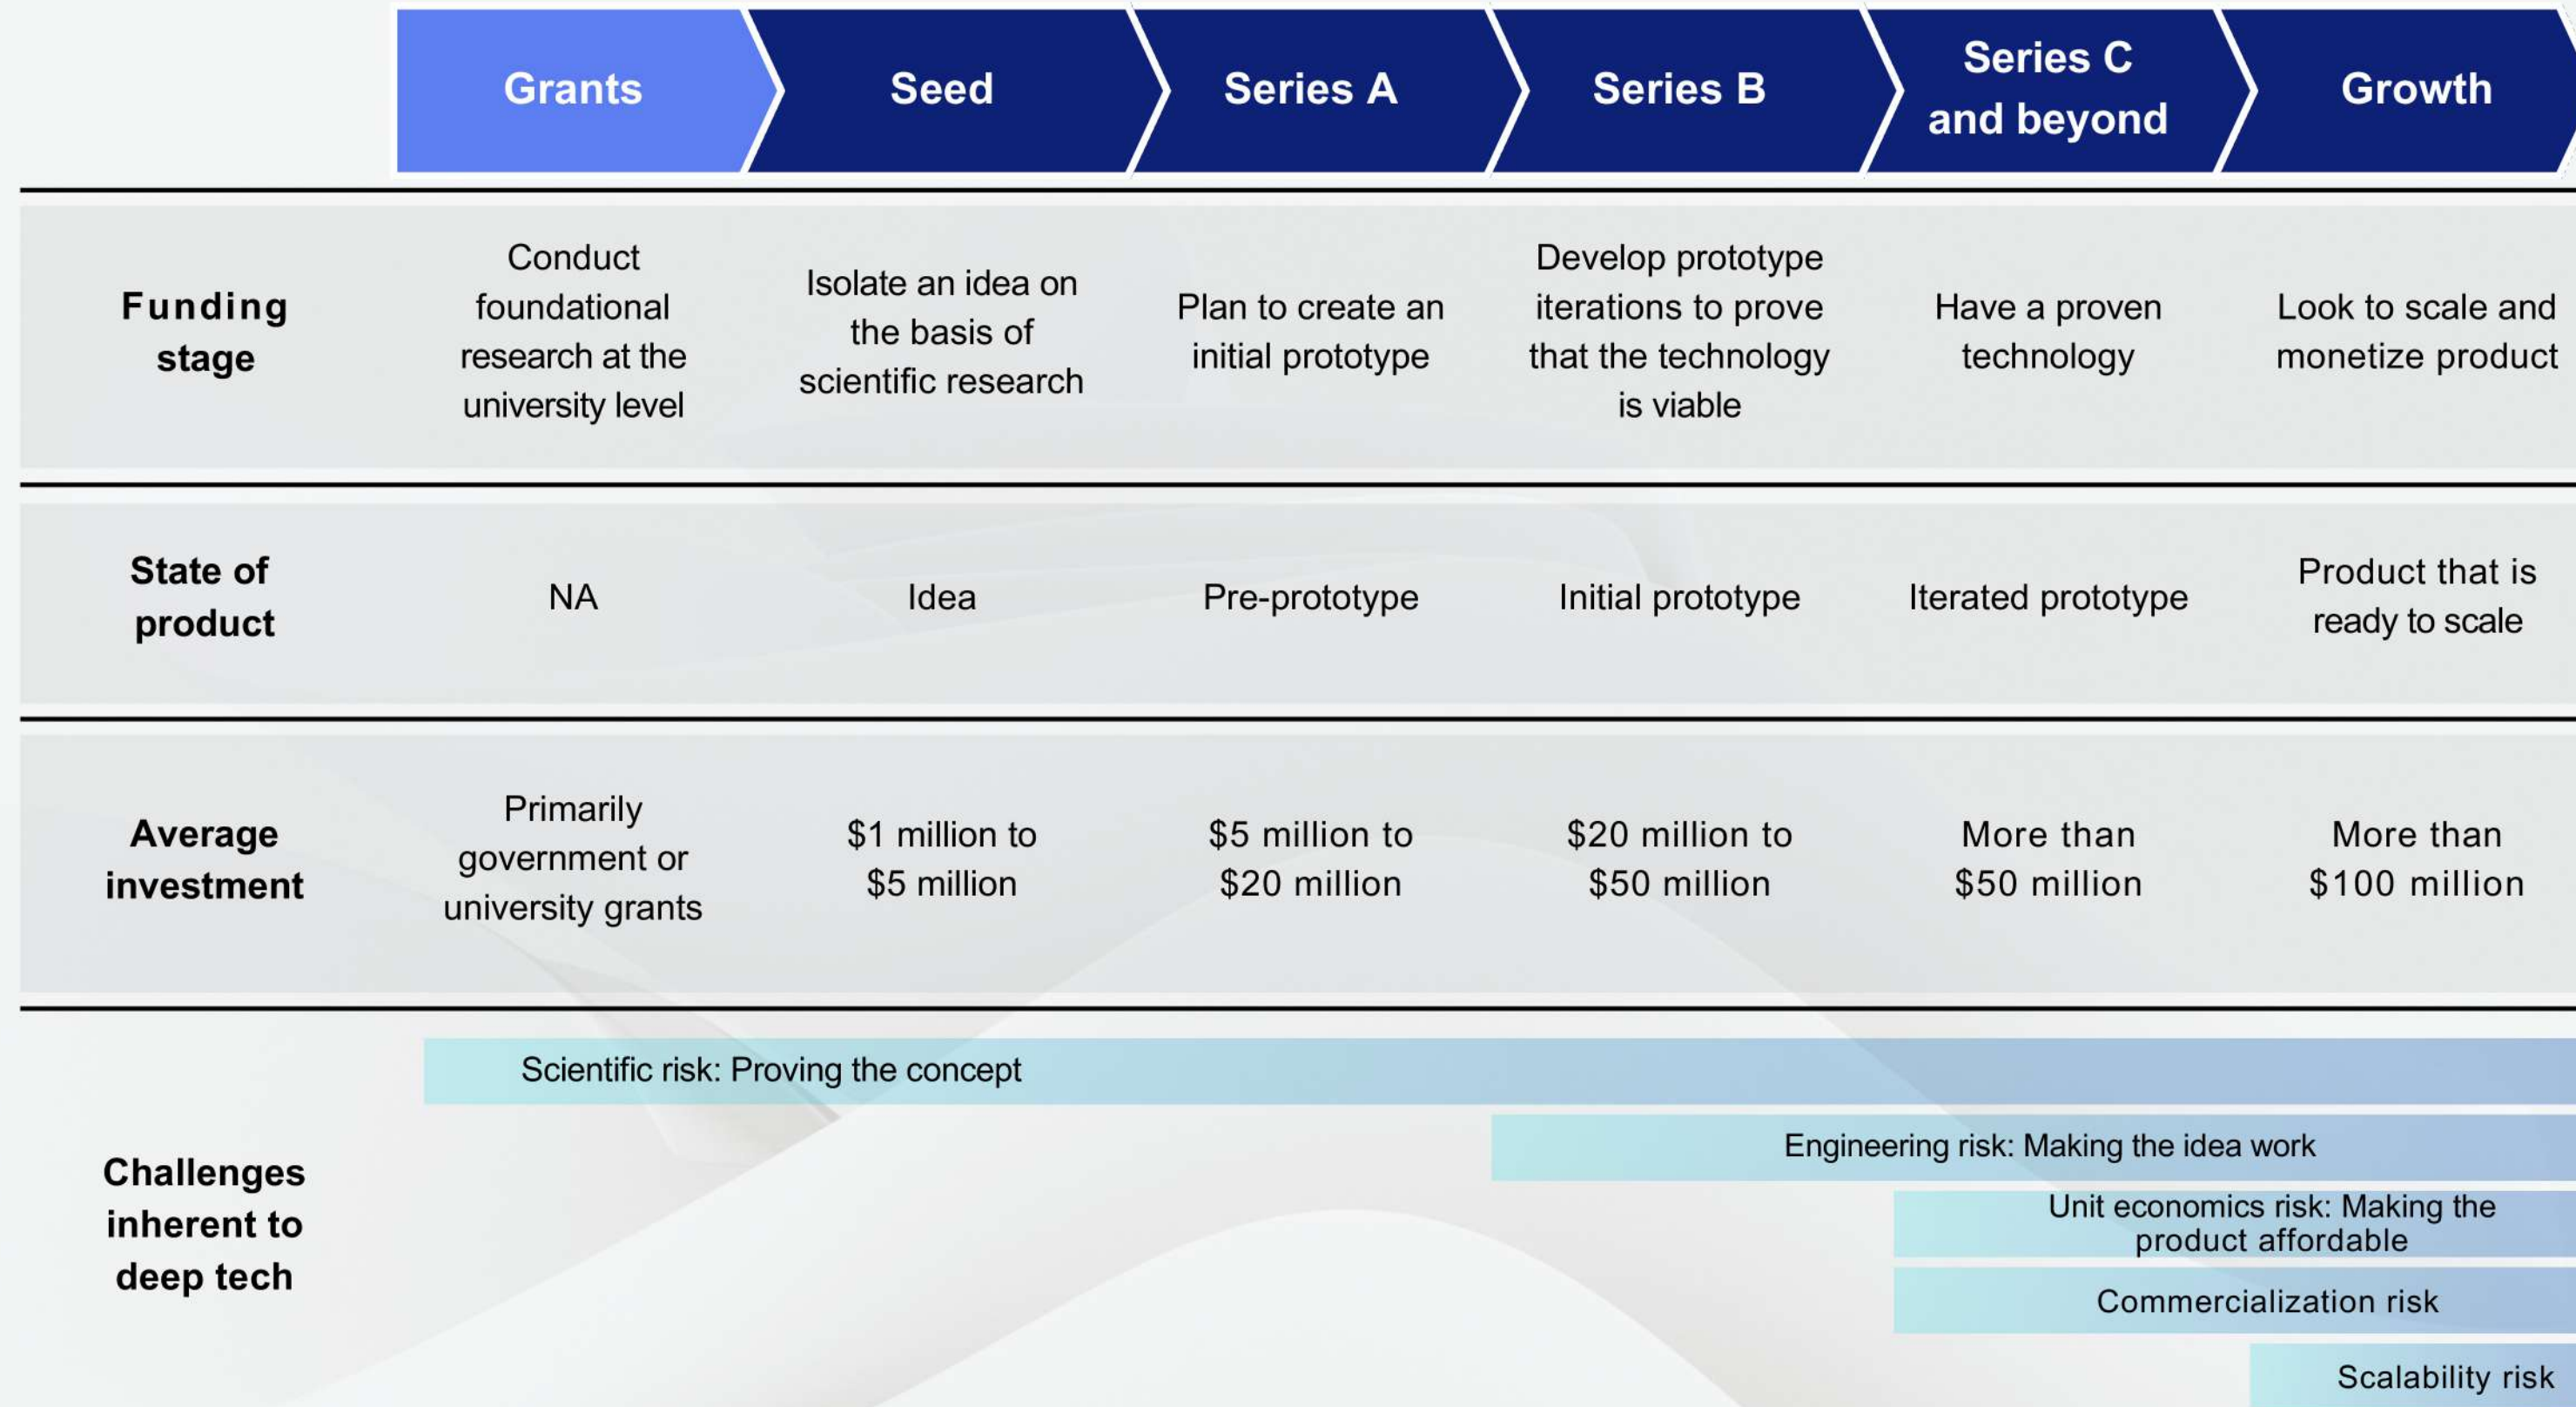 Grants
Seed
Series A
Series B
Series C
and beyond
Growth
Funding
stage
Conduct
foundational
research at the
university level
Isolate an idea on
the basis of
scientific research
Plan to create an
initial prototype
Develop prototype
iterations to prove
that the technology
is viable
Have a proven
technology
Look to scale and
monetize product
State of
product
NA
Idea
Pre-prototype
Initial prototype
Iterated prototype
Product that is
ready to scale
Average
investment
Primarily
government or
university grants
$1 million to
$5 million
$5 million to
$20 million
$20 million to
$50 million
More than
$50 million
More than
$100 million
Challenges
inherent to
deep tech
Scientific risk: Proving the concept
Engineering risk: Making the idea work
Unit economics risk: Making the
product affordable
Commercialization risk
Scalability risk